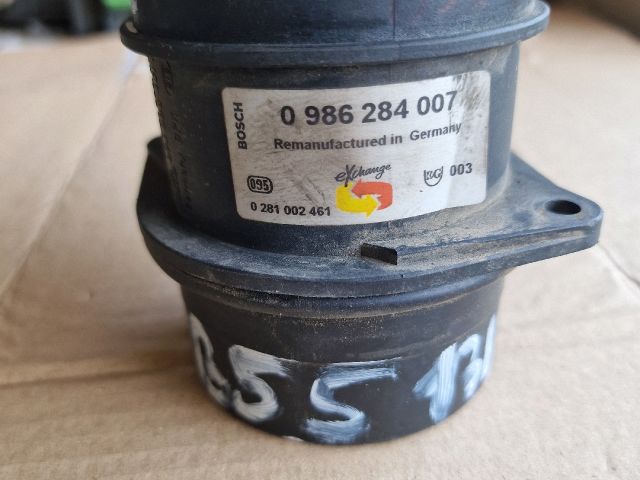 BOSCH
0 986 284 007
Remanufactured in Germany
eXchange
095
003
0 281 002 461